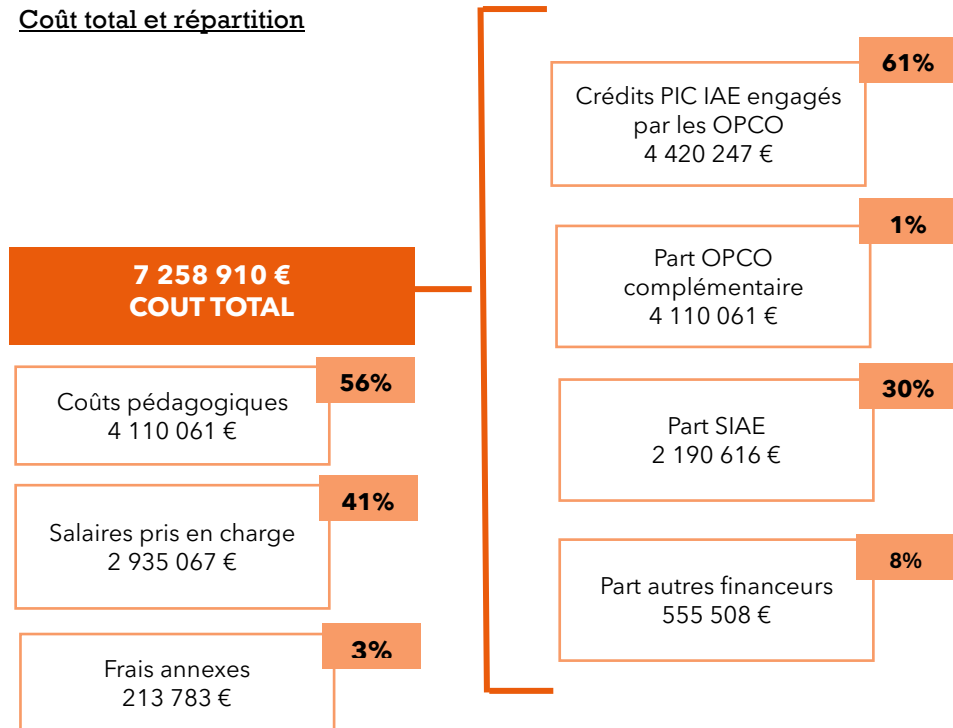 Coût total et répartition
7 258 910 €
COUT TOTAL
56%
Coûts pédagogiques
4 110 061 €
41%
Salaires pris en charge
2 935 067 €
3%
Frais annexes
213 783 €
61%
Crédits PIC IAE engagés
par les OPCO
4 420 247 €
1%
Part OPCO
complémentaire
4 110 061 €
30%
Part SIAE
2 190 616 €
8%
Part autres financeurs
555 508 €